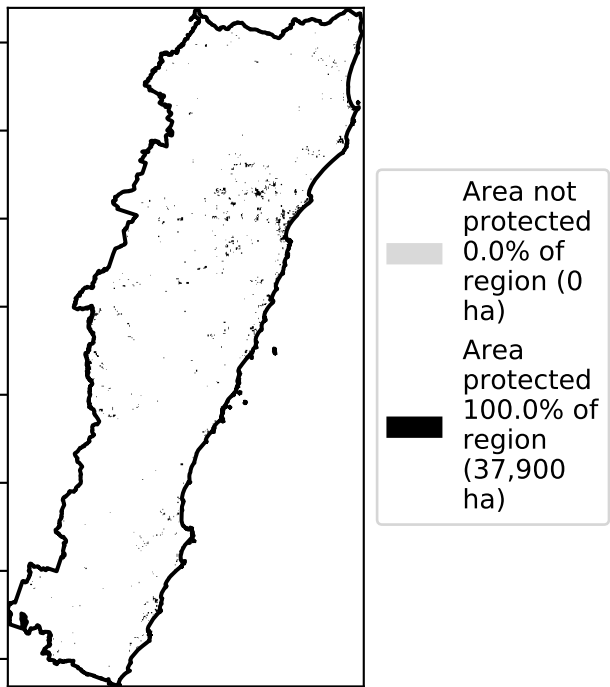 Area not
protected
0.0% of
region (0
ha)
Area
protected
100.0% of
region
(37,900
ha)